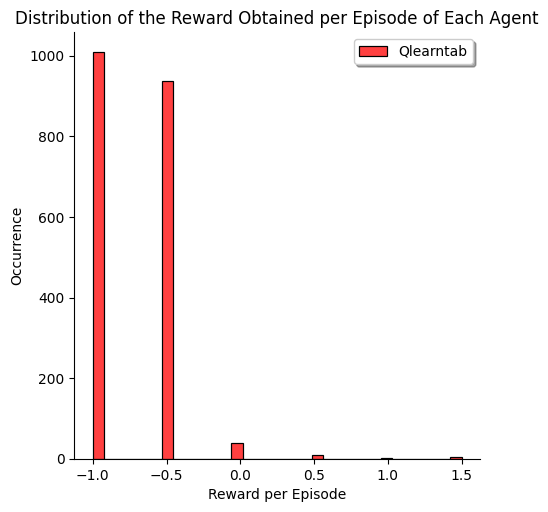 Distribution of the Reward Obtained per Episode of Each Agent
Qlearntab
1000
800
600
400
200
0
Occurrence
−1.0 −0.5 0.0 0.5 1.0 1.5
Reward per Episode